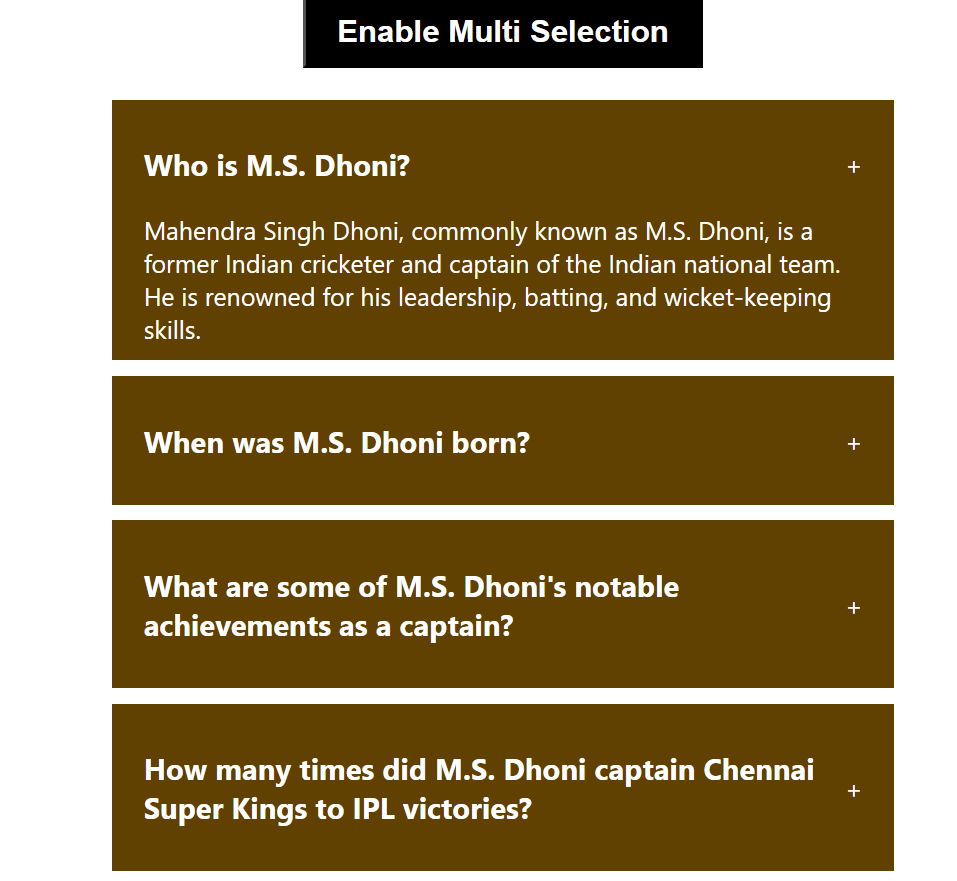 Enable Multi Selection
Who is M.S. Dhoni?
+
Mahendra Singh Dhoni, commonly known as M.S. Dhoni, is a
former Indian cricketer and captain of the Indian national team.
He is renowned for his leadership, batting, and wicket-keeping
skills.
When was M.S. Dhoni born?
+
What are some of M.S. Dhoni's notable
achievements as a captain?
+
How many times did M.S. Dhoni captain Chennai
Super Kings to IPL victories?
+